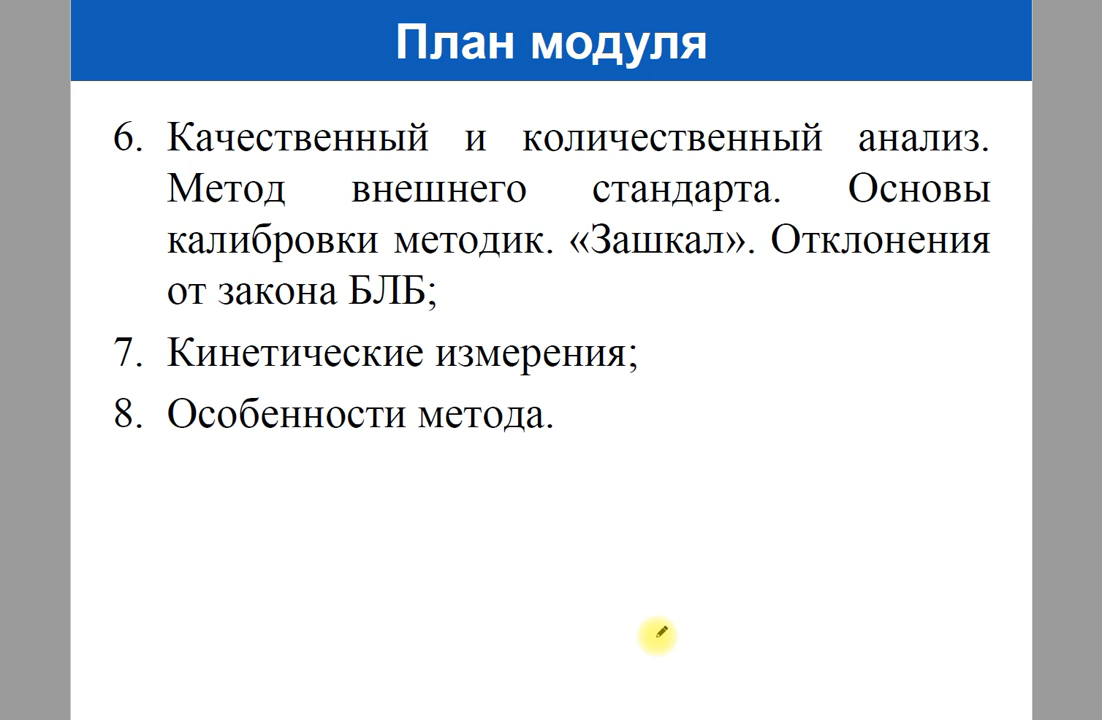 План модуля
6. Качественный и количественный анализ.
Метод внешнего стандарта. Основы
калибровки методик. «Зашкал». Отклонения
от закона БЛБ;
7. Кинетические измерения;
8. Особенности метода.